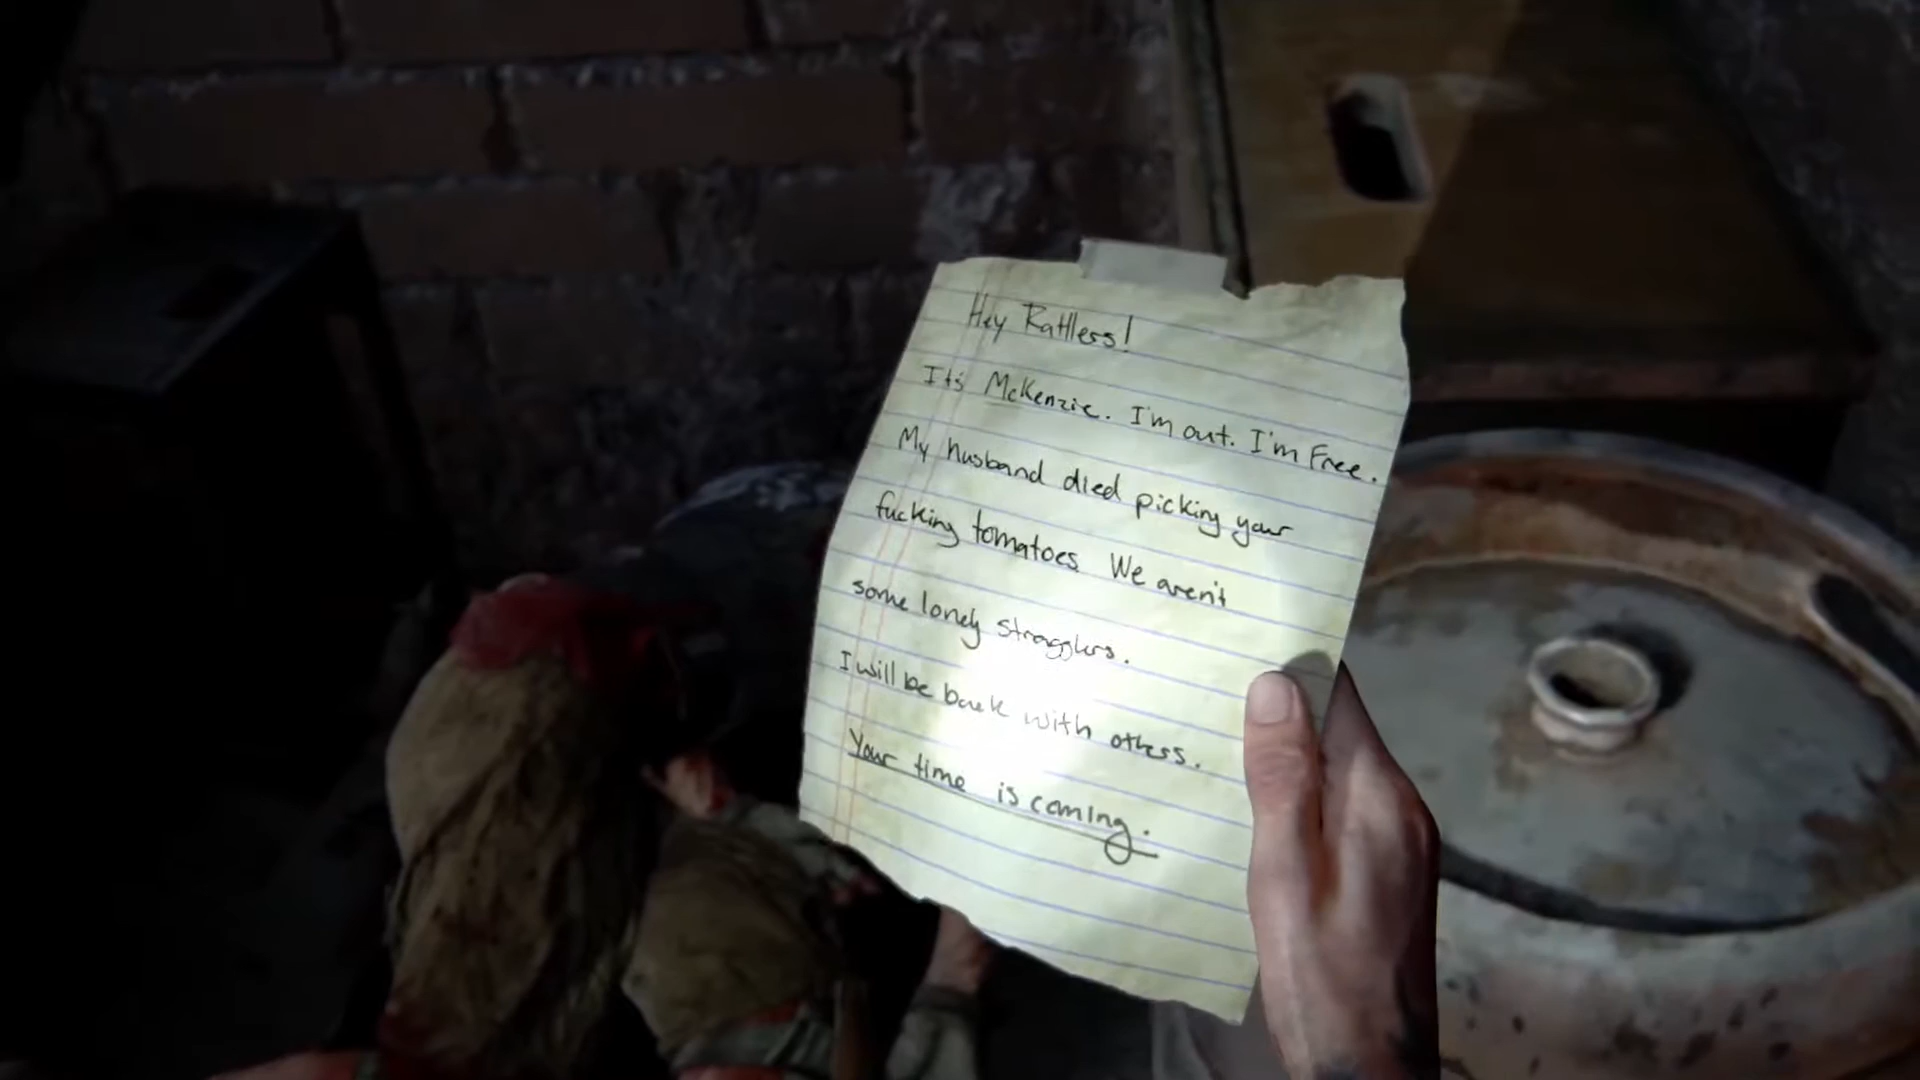 Hey Rattlers!
It's McKenzie. I'm out. I'm Free.
My husband died picking your
fucking tomatoes. We aren't
some lonely stragglers.
I will be back with others.
Your time is coming.